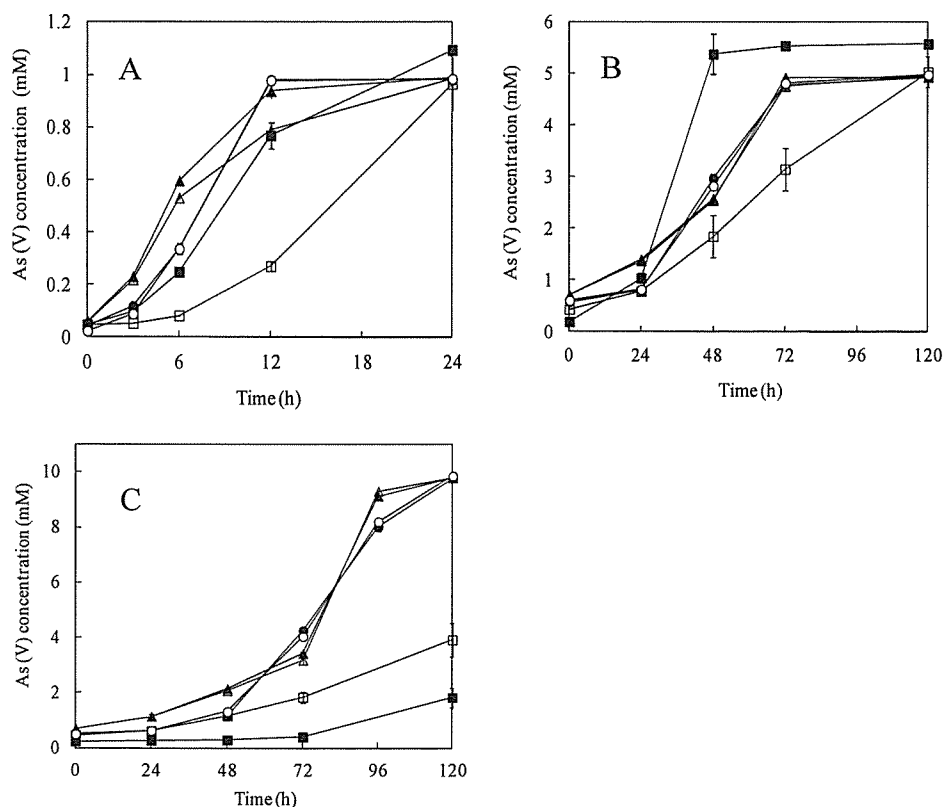 A
As (V) concentration (mM)
1.2
1
0.8
0.6
0.4
0.2
0
0 6 12 18 24
Time (h)
B
As (V) concentration (mM)
6
5
4
3
2
1
0
0 24 48 72 96 120
Time (h)
C
As (V) concentration (mM)
10
8
6
4
2
0
0 24 48 72 96 120
Time (h)